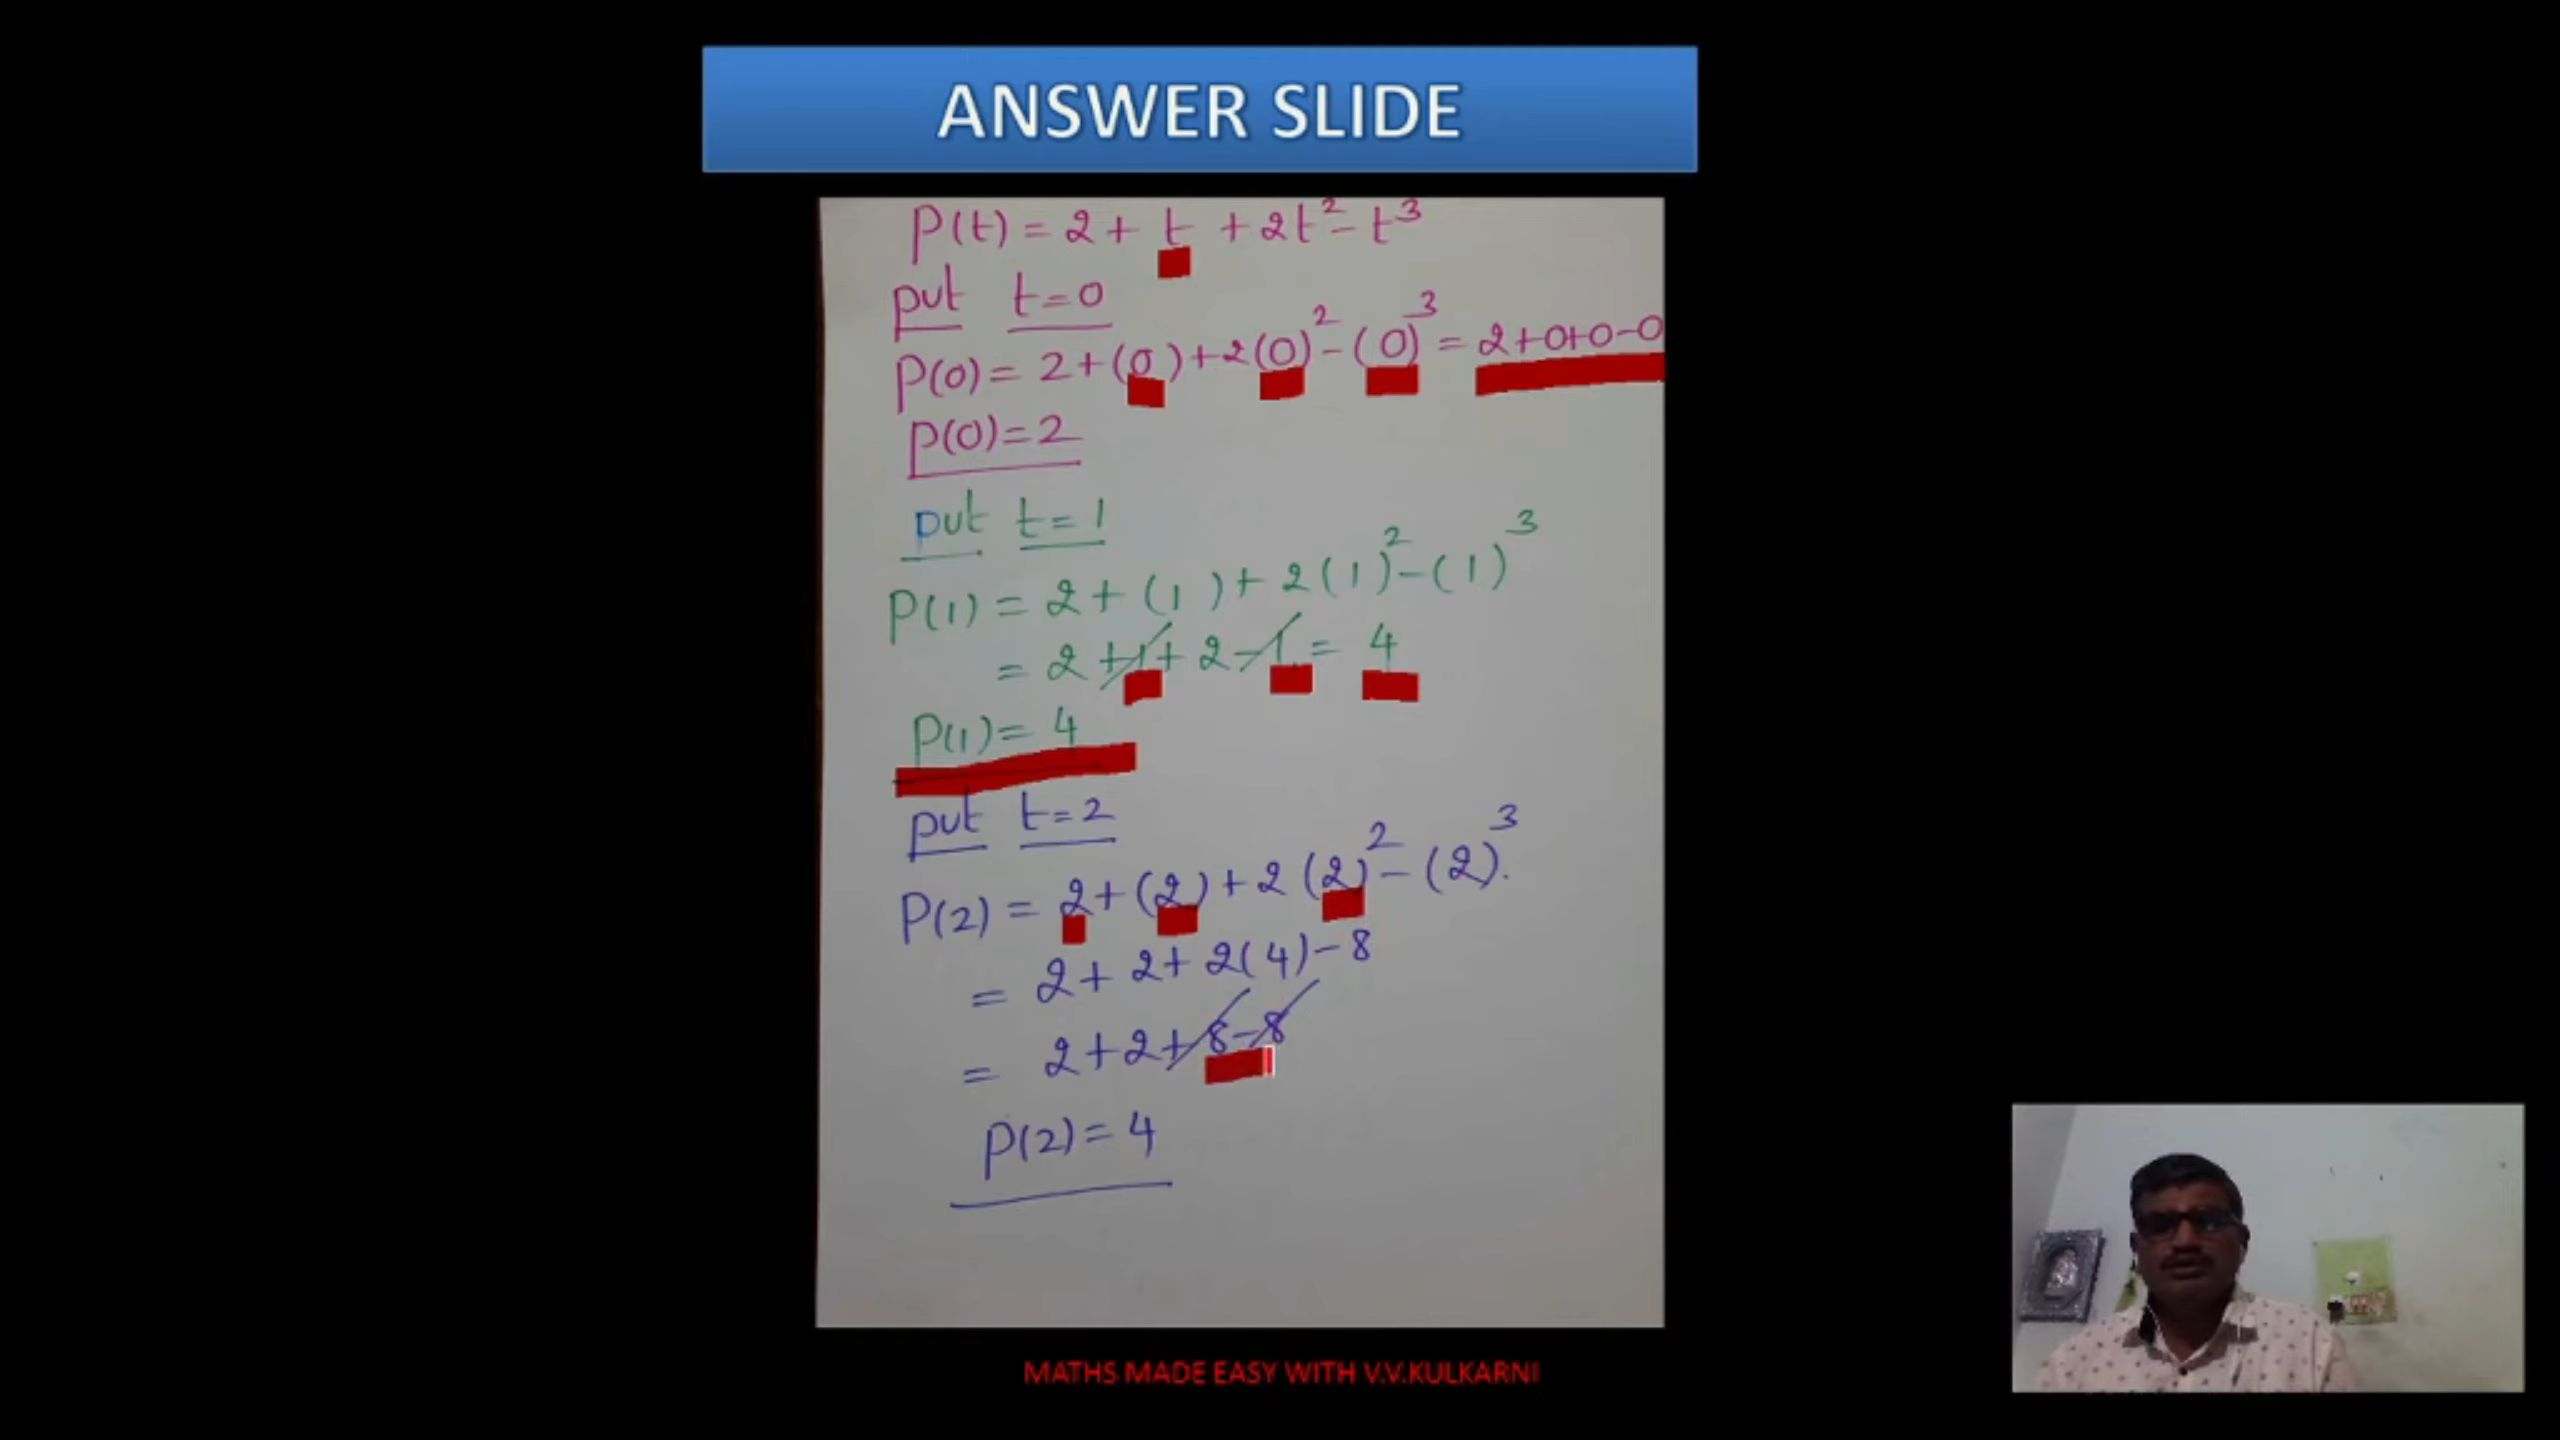 ANSWER SLIDE
P(t) = 2 + t + 2t² - t³
put t=0
P(0) = 2+(0)+2(0)²-(0)³ = 2+0+0-0
P(0)=2
put t=1
P(1) = 2+(1)+2(1)²-(1)³
= 2+1+2-1 = 4
P(1)= 4
put t=2
P(2) = 2+(2)+2(2)²-(2)³.
= 2+2+2(4)-8
= 2+2+8-8
P(2)=4
MATHS MADE EASY WITH V.V.KULKARNI